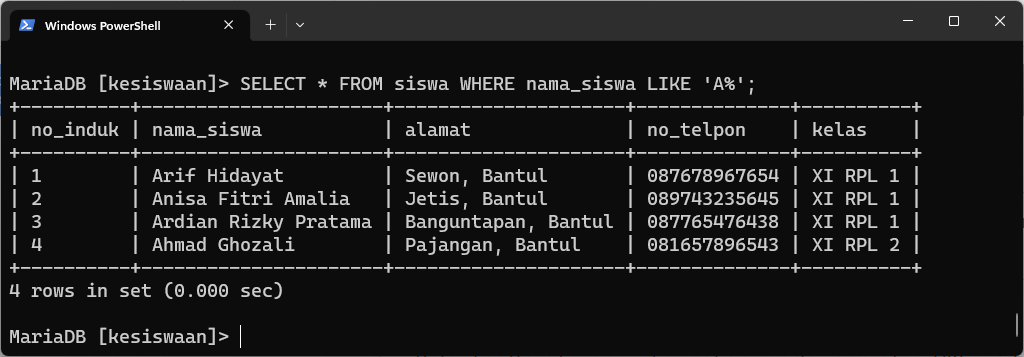 Windows PowerShell
MariaDB [kesiswaan]> SELECT * FROM siswa WHERE nama_siswa LIKE 'A%';
+----------+----------------------+---------------------+--------------+----------+
| no_induk | nama_siswa           | alamat              | no_telpon    | kelas    |
+----------+----------------------+---------------------+--------------+----------+
| 1        | Arif Hidayat         | Sewon, Bantul       | 087678967654 | XI RPL 1 |
| 2        | Anisa Fitri Amalia   | Jetis, Bantul       | 089743235645 | XI RPL 1 |
| 3        | Ardian Rizky Pratama | Banguntapan, Bantul | 087765476438 | XI RPL 1 |
| 4        | Ahmad Ghozali        | Pajangan, Bantul    | 081657896543 | XI RPL 2 |
+----------+----------------------+---------------------+--------------+----------+
4 rows in set (0.000 sec)
MariaDB [kesiswaan]>